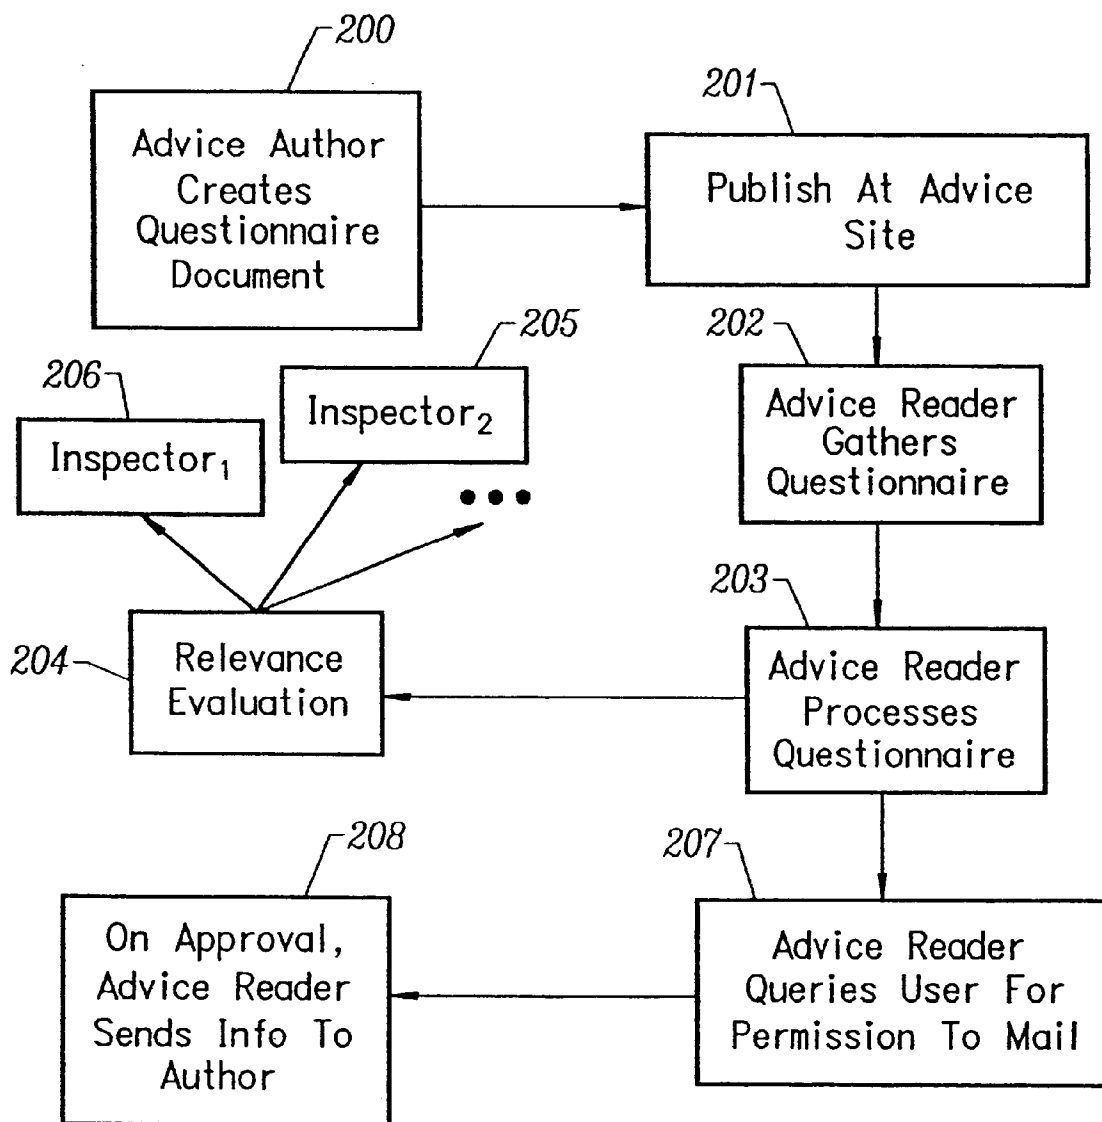 200
Advice Author
Creates
Questionnaire
Document
201
Publish At Advice
Site
202
Advice Reader
Gathers
Questionnaire
205
Inspector₂
206
Inspector₁
•••
203
Advice Reader
Processes
Questionnaire
204
Relevance
Evaluation
207
Advice Reader
Queries User For
Permission To Mail
208
On Approval,
Advice Reader
Sends Info To
Author